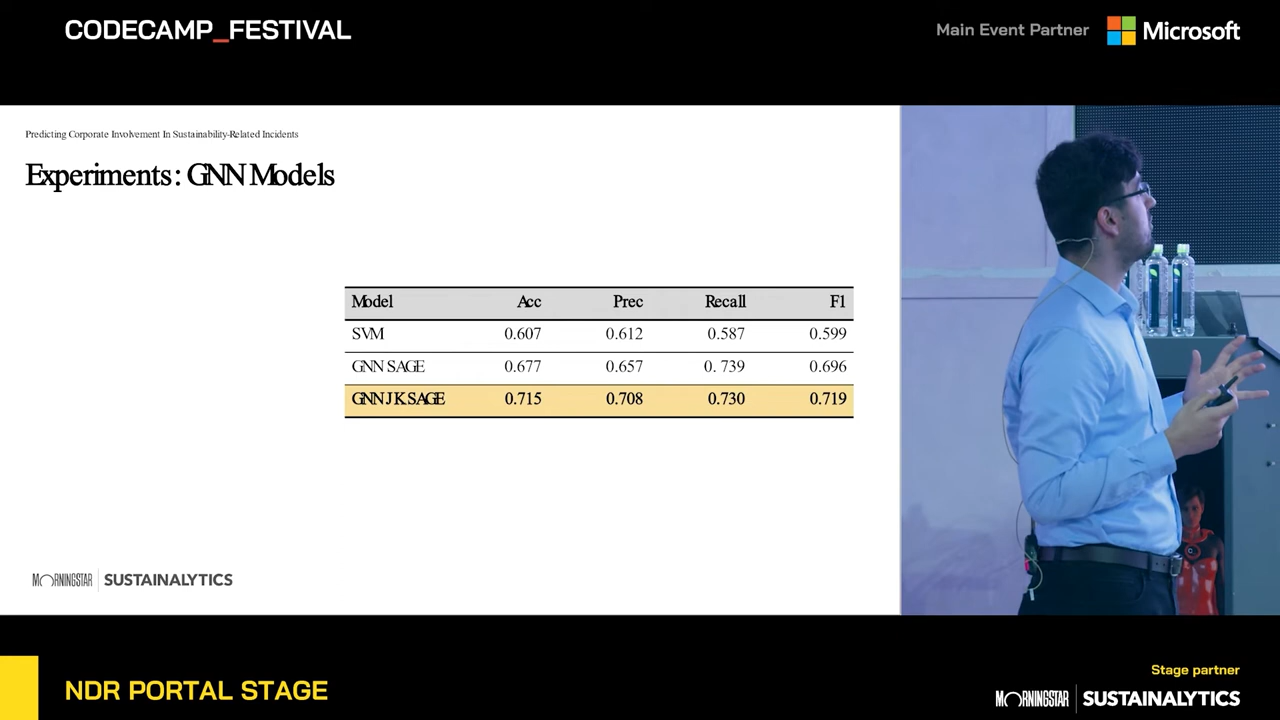 CODECAMP_FESTIVAL
Main Event Partner Microsoft
Predicting Corporate Involvement In Sustainability-Related Incidents
Experiments: GNN Models
Model Acc Prec Recall F1
SVM 0.607 0.612 0.587 0.599
GNN SAGE 0.677 0.657 0. 739 0.696
GNN JK SAGE 0.715 0.708 0.730 0.719
MORNINGSTAR | SUSTAINALYTICS
NDR PORTAL STAGE
Stage partner
MORNINGSTAR | SUSTAINALYTICS